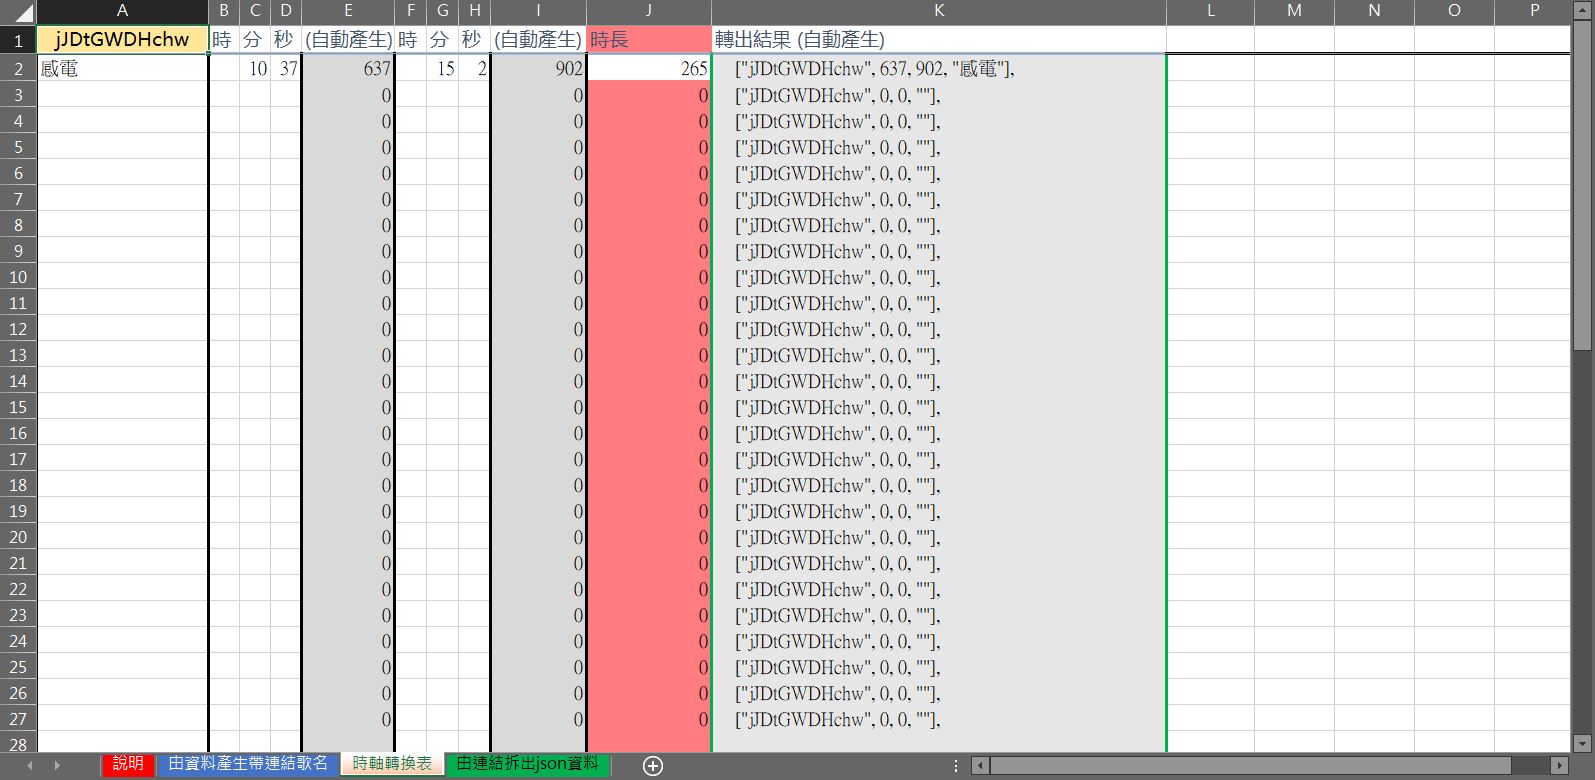 A B C D E F G H I J K L M N O P
1 jJDtGWDHchw 時 分 秒 (自動產生) 時 分 秒 (自動產生) 時長 轉出結果 (自動產生)
2 感電 10 37 637 15 2 902 265 ["jJDtGWDHchw", 637, 902, "感電"],
3 0 0 0 ["jJDtGWDHchw", 0, 0, ""],
4 0 0 0 ["jJDtGWDHchw", 0, 0, ""],
5 0 0 0 ["jJDtGWDHchw", 0, 0, ""],
6 0 0 0 ["jJDtGWDHchw", 0, 0, ""],
7 0 0 0 ["jJDtGWDHchw", 0, 0, ""],
8 0 0 0 ["jJDtGWDHchw", 0, 0, ""],
9 0 0 0 ["jJDtGWDHchw", 0, 0, ""],
10 0 0 0 ["jJDtGWDHchw", 0, 0, ""],
11 0 0 0 ["jJDtGWDHchw", 0, 0, ""],
12 0 0 0 ["jJDtGWDHchw", 0, 0, ""],
13 0 0 0 ["jJDtGWDHchw", 0, 0, ""],
14 0 0 0 ["jJDtGWDHchw", 0, 0, ""],
15 0 0 0 ["jJDtGWDHchw", 0, 0, ""],
16 0 0 0 ["jJDtGWDHchw", 0, 0, ""],
17 0 0 0 ["jJDtGWDHchw", 0, 0, ""],
18 0 0 0 ["jJDtGWDHchw", 0, 0, ""],
19 0 0 0 ["jJDtGWDHchw", 0, 0, ""],
20 0 0 0 ["jJDtGWDHchw", 0, 0, ""],
21 0 0 0 ["jJDtGWDHchw", 0, 0, ""],
22 0 0 0 ["jJDtGWDHchw", 0, 0, ""],
23 0 0 0 ["jJDtGWDHchw", 0, 0, ""],
24 0 0 0 ["jJDtGWDHchw", 0, 0, ""],
25 0 0 0 ["jJDtGWDHchw", 0, 0, ""],
26 0 0 0 ["jJDtGWDHchw", 0, 0, ""],
27 0 0 0 ["jJDtGWDHchw", 0, 0, ""],
28
說明 由資料產生帶連結歌名 時軸轉換表 由連結拆出json資料